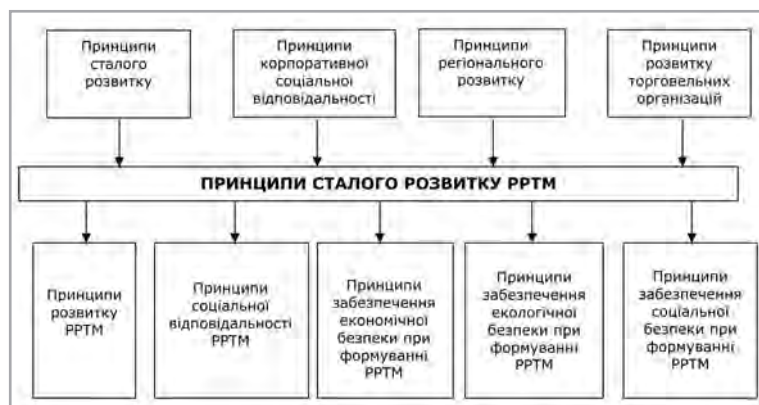 Принципи
сталого
розвитку
Принципи
корпоративної
соціальної
відповідальності
Принципи
регіонального
розвитку
Принципи
розвитку
торговельних
організацій
ПРИНЦИПИ СТАЛОГО РОЗВИТКУ РРТМ
Принципи
розвитку
РРТМ
Принципи
соціальної
відповідальності
РРТМ
Принципи
забезпечення
економічної
безпеки при
формуванні
РРТМ
Принципи
забезпечення
екологічної
безпеки при
формуванні
РРТМ
Принципи
забезпечення
соціальної
безпеки при
формуванні
РРТМ